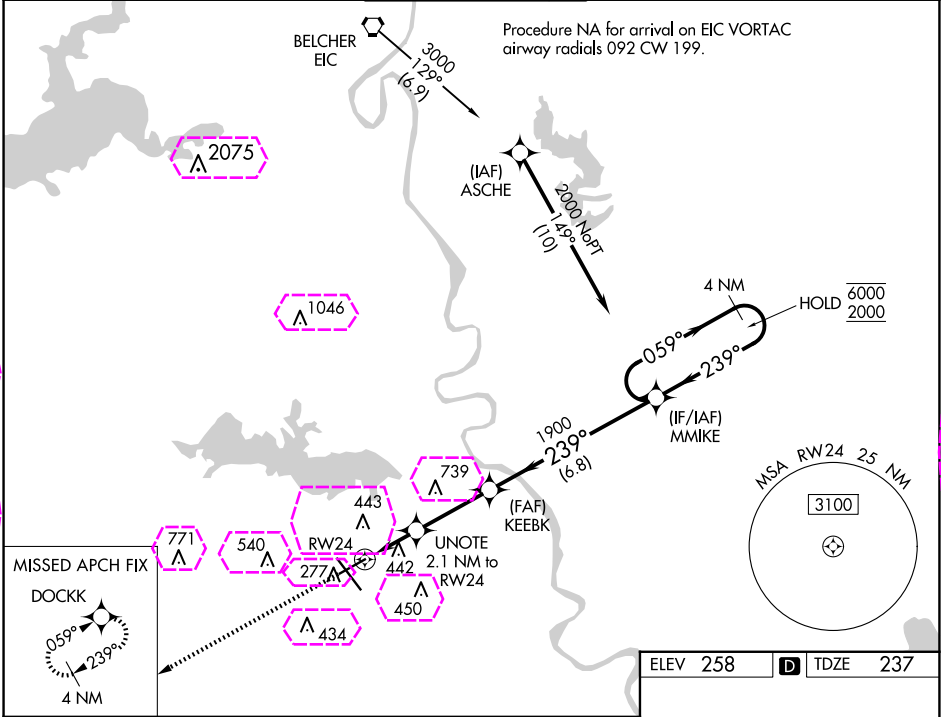 Procedure NA for arrival on EIC VORTAC
airway radials 092 CW 199.
BELCHER
EIC
3000
129°
(6.9)
2075
(IAF)
ASCHE
2000 NoPT
149°
(10)
1046
4 NM
HOLD
6000
2000
059°
239°
(IF/IAF)
MMIKE
1900
239°
(6.8)
739
(FAF)
KEEBK
MSA RW24 25 NM
3100
443
RW24
UNOTE
2.1 NM to
RW24
771
540
277
442
450
434
MISSED APCH FIX
DOCKK
059°
239°
4 NM
ELEV 258
D
TDZE 237